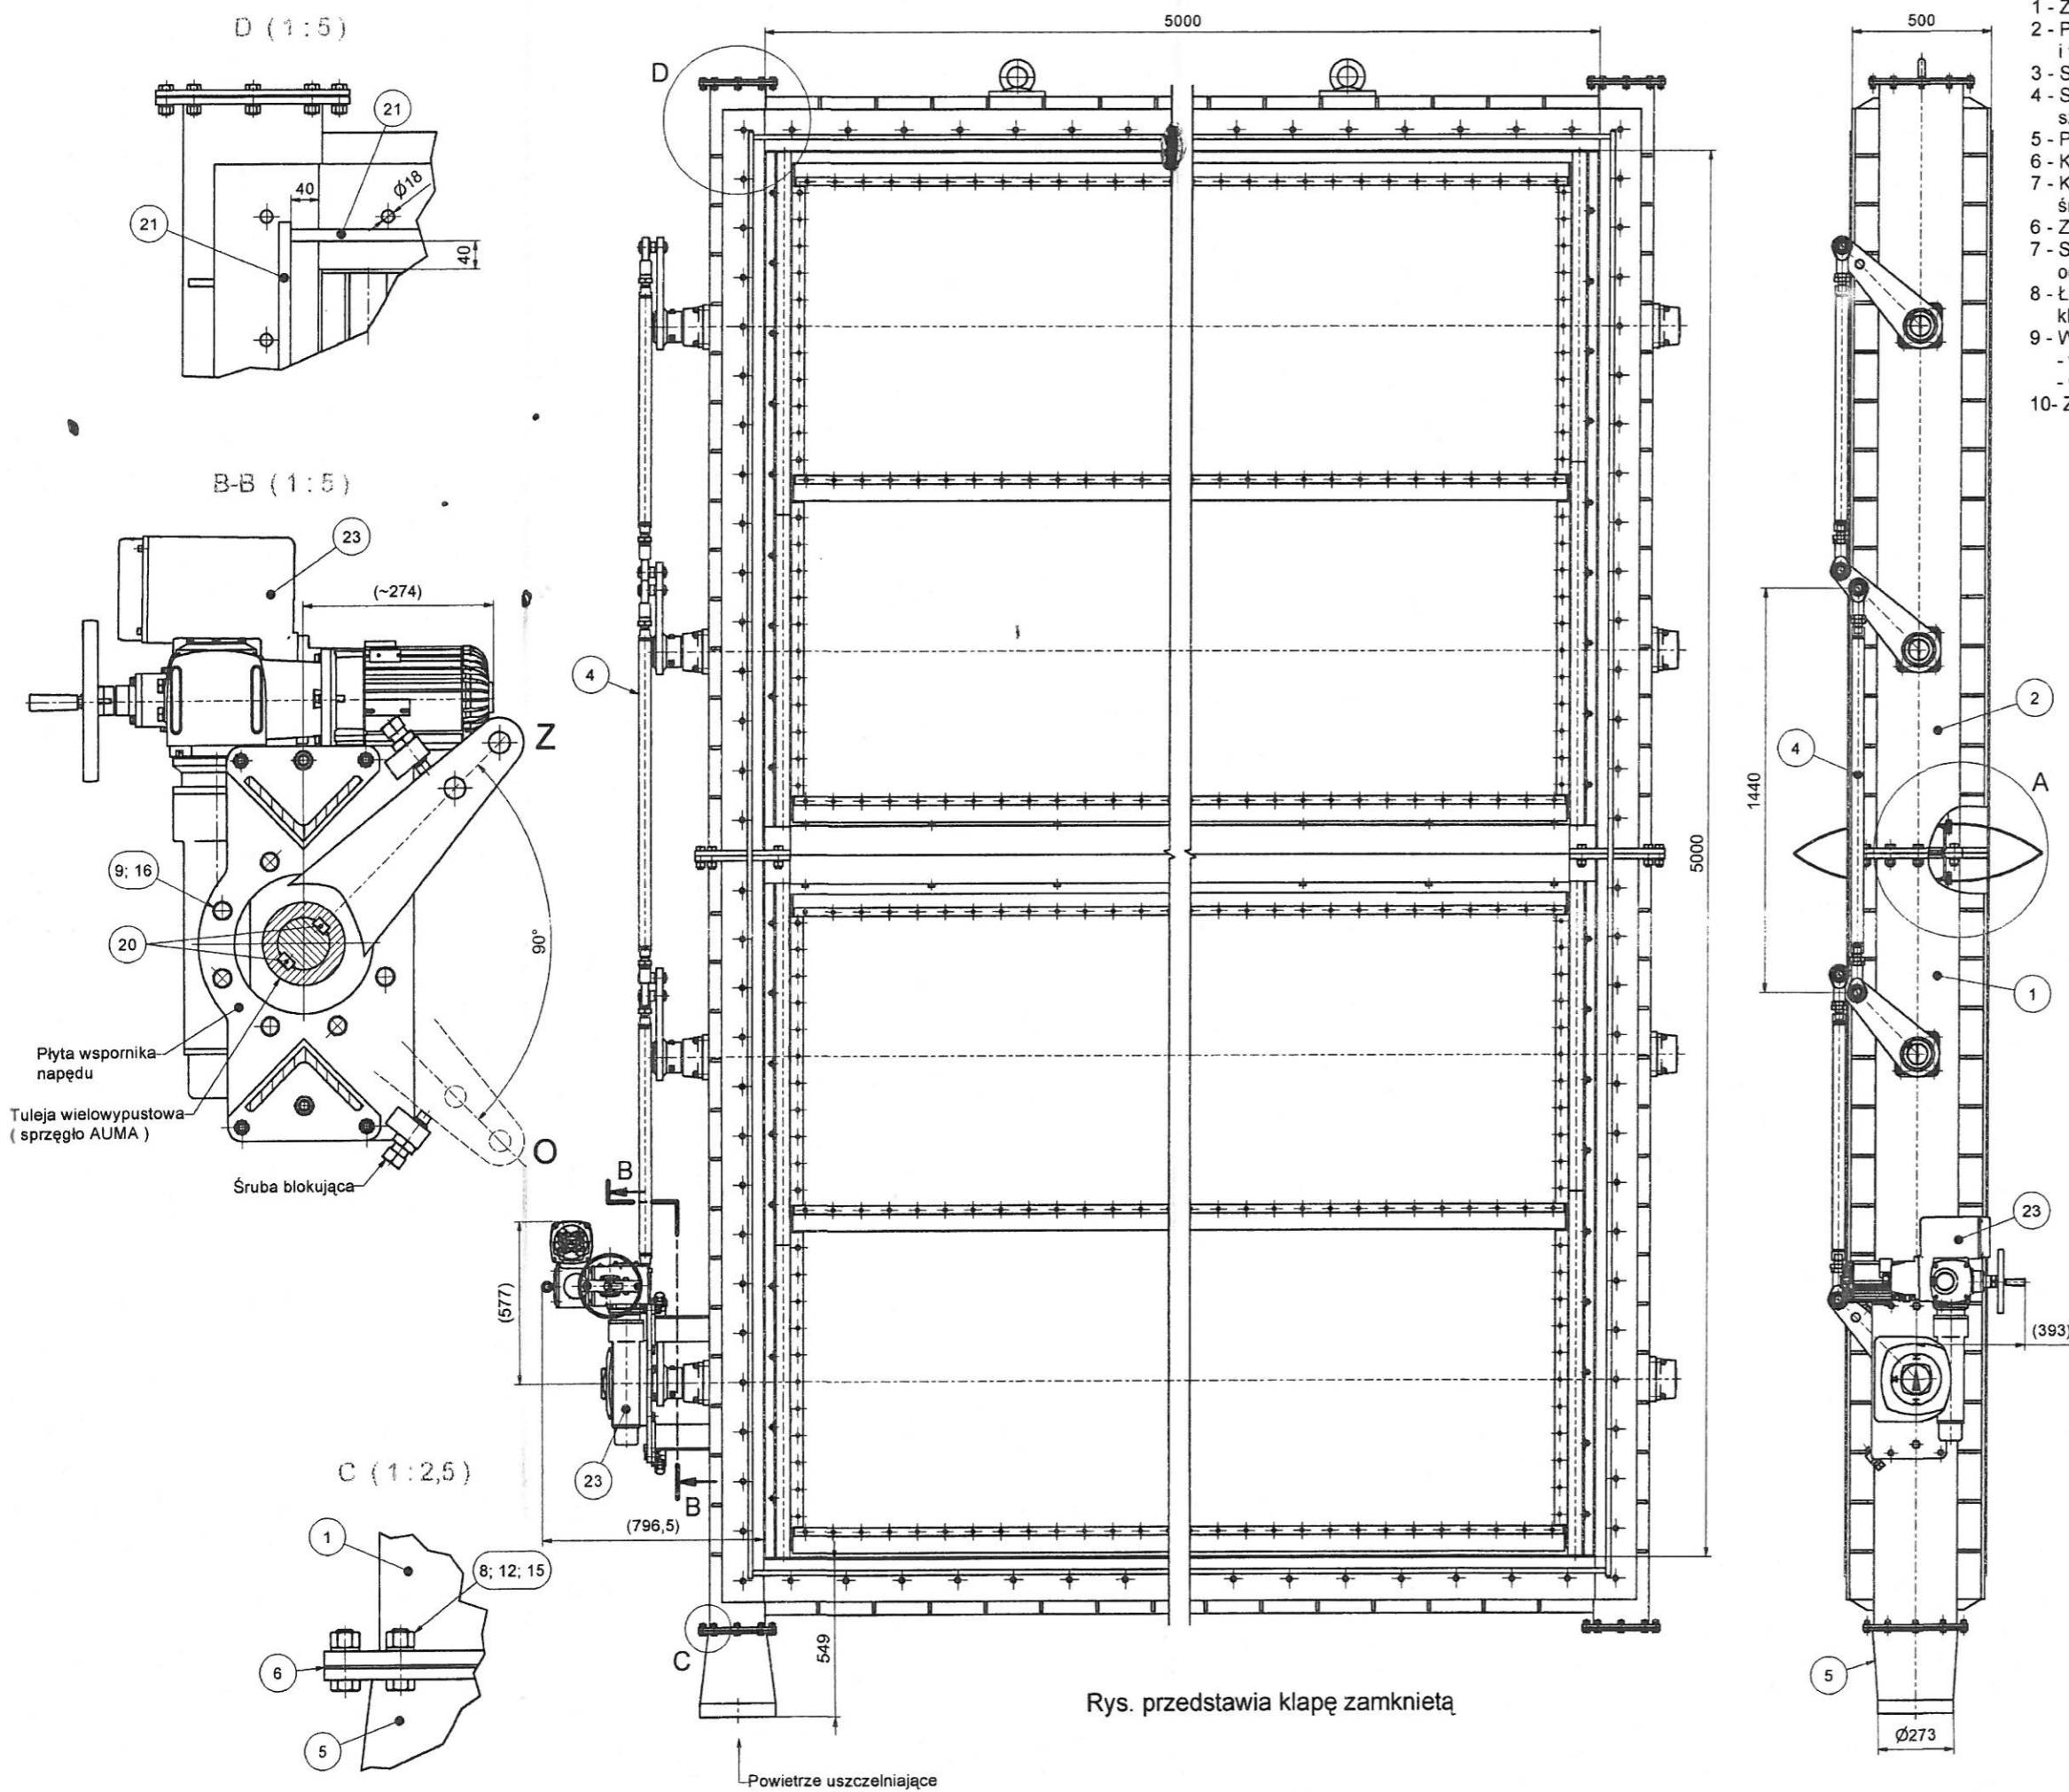 D (1:5)
21
21
40
Ø18
40
B-B (1:5)
23
(~274)
Z
9; 16
20
90°
Płyta wspornika
napędu
Tuleja wielowypustowa
( sprzęgło AUMA )
Śruba blokująca
O
C (1:2,5)
1
8; 12; 15
6
5
5000
D
4
B
(577)
23
B
(796,5)
C
549
5000
Rys. przedstawia klapę zamknietą
Powietrze uszczelniające
500
2
4
1440
A
1
23
(393)
5
Ø273
1 - Z
2 - P
i
3 - S
4 - S
5 - P
6 - K
7 - K
6 - Z
7 - S
8 - Ł
9 - W
-
-
10- Z